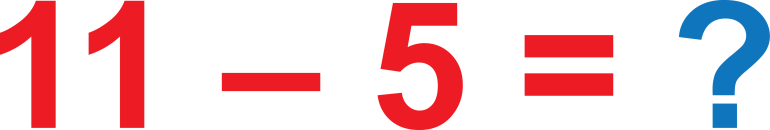 11 – 5 = ?